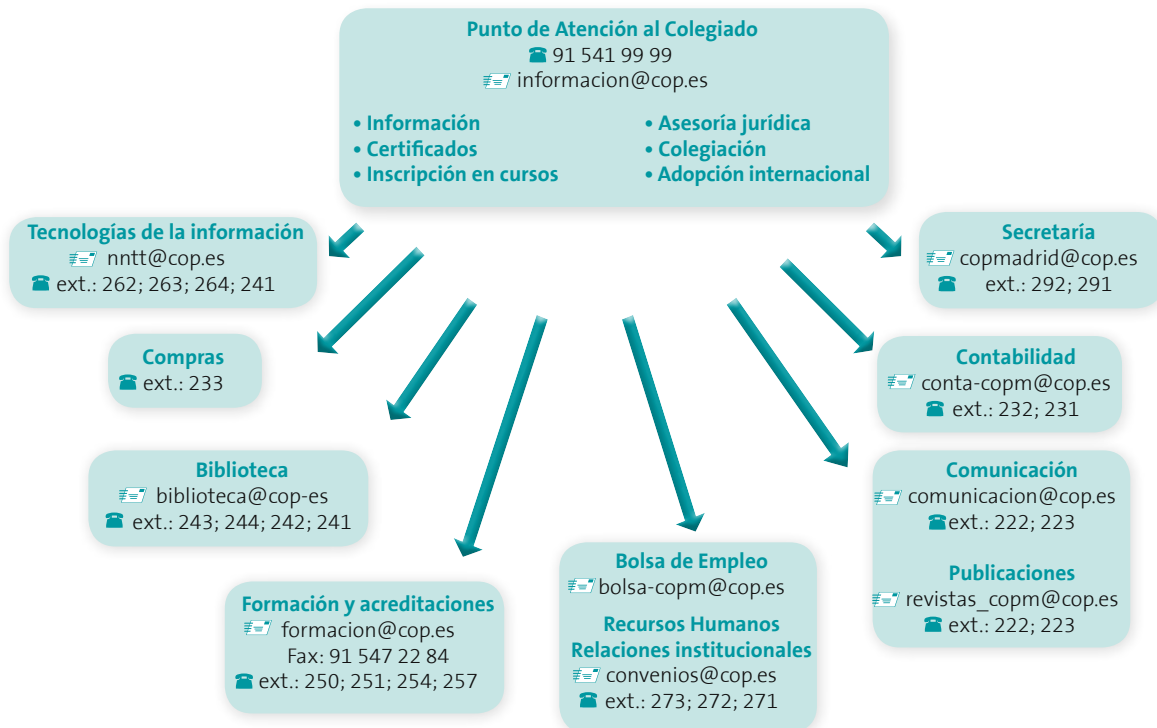 Punto de Atención al Colegiado
91 541 99 99
informacion@cop.es
• Información
• Certificados
• Inscripción en cursos
• Asesoría jurídica
• Colegiación
• Adopción internacional
Tecnologías de la información
nntt@cop.es
ext.: 262; 263; 264; 241
Secretaría
copmadrid@cop.es
ext.: 292; 291
Compras
ext.: 233
Contabilidad
conta-copm@cop.es
ext.: 232; 231
Biblioteca
biblioteca@cop-es
ext.: 243; 244; 242; 241
Comunicación
comunicacion@cop.es
ext.: 222; 223
Publicaciones
revistas_copm@cop.es
ext.: 222; 223
Formación y acreditaciones
formacion@cop.es
Fax: 91 547 22 84
ext.: 250; 251; 254; 257
Bolsa de Empleo
bolsa-copm@cop.es
Recursos Humanos
Relaciones institucionales
convenios@cop.es
ext.: 273; 272; 271